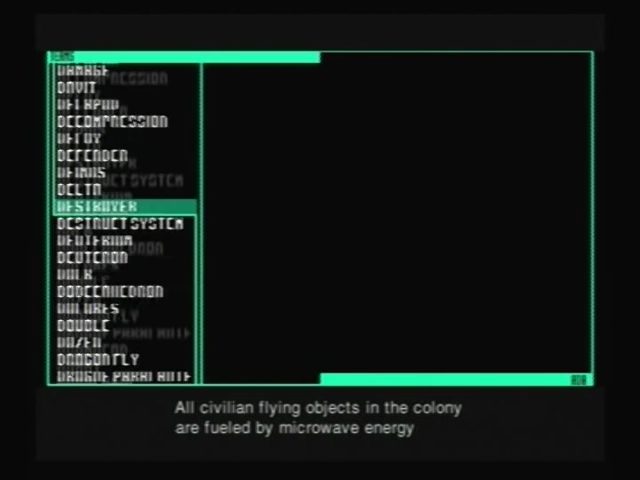 DAMAGE
DAVIT
DECAPOD
DECOMPRESSION
DECOY
DEFENDER
DEIMOS
DELTA
DESTROYER
DESTRUCT SYSTEM
DEUTERIUM
DEUTERON
DODECAHEDRON
DOLORES
DOUBLE
DOZEN
DRAGONFLY
DROGUE PARACHUTE
All civilian flying objects in the colony
are fueled by microwave energy